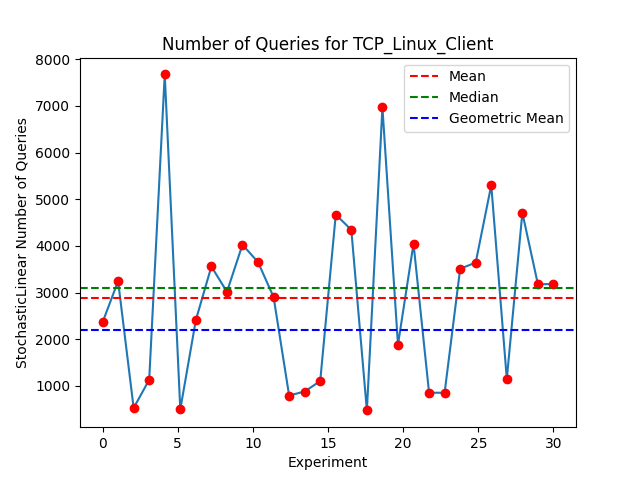 Number of Queries for TCP_Linux_Client
8000
7000
6000
5000
4000
3000
2000
1000
StochasticLinear Number of Queries
Mean
Median
Geometric Mean
0 5 10 15 20 25 30
Experiment